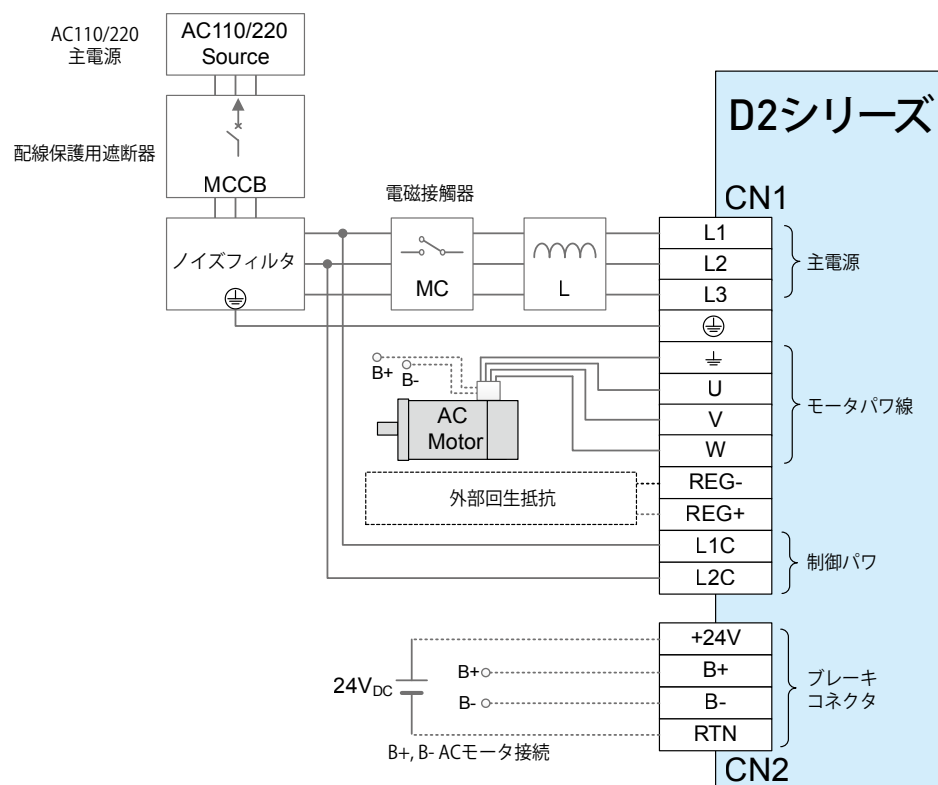 AC110/220
主電源
AC110/220
Source
D2シリーズ
配線保護用遮断器
MCCB
電磁接觸器
CN1
ノイズフィルタ
MC
L
L1
L2
L3
主電源
B+
B-
AC
Motor
U
V
W
モータパワ線
外部回生抵抗
REG-
REG+
L1C
L2C
制御パワ
+24V
B+
B-
RTN
24VDC
B+
B-
ブレーキ
コネクタ
B+, B- ACモータ接続
CN2